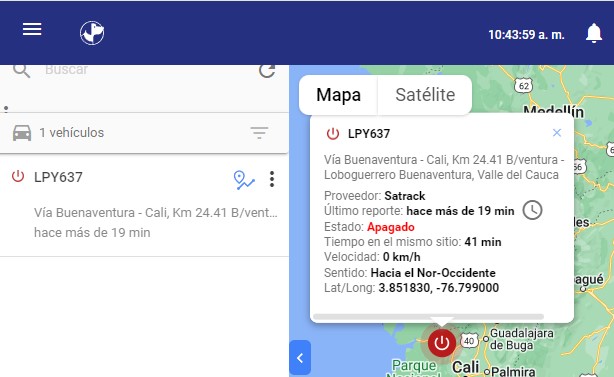 10:43:59 a. m.
Buscar
1 vehículos
LPY637
Vía Buenaventura - Cali, Km 24.41 B/vent...
hace más de 19 min
Mapa
Satélite
62
Medellín
LPY637
Vía Buenaventura - Cali, Km 24.41 B/ventura -
Loboguerrero Buenaventura, Valle del Cauca
Proveedor: Satrack
Último reporte: hace más de 19 min
Estado: Apagado
Tiempo en el mismo sitio: 41 min
Velocidad: 0 km/h
Sentido: Hacia el Nor-Occidente
Lat/Long: 3.851830, -76.799000
les
agué
40
Guadalajara
de Buga
Parque
Cali
Palmira